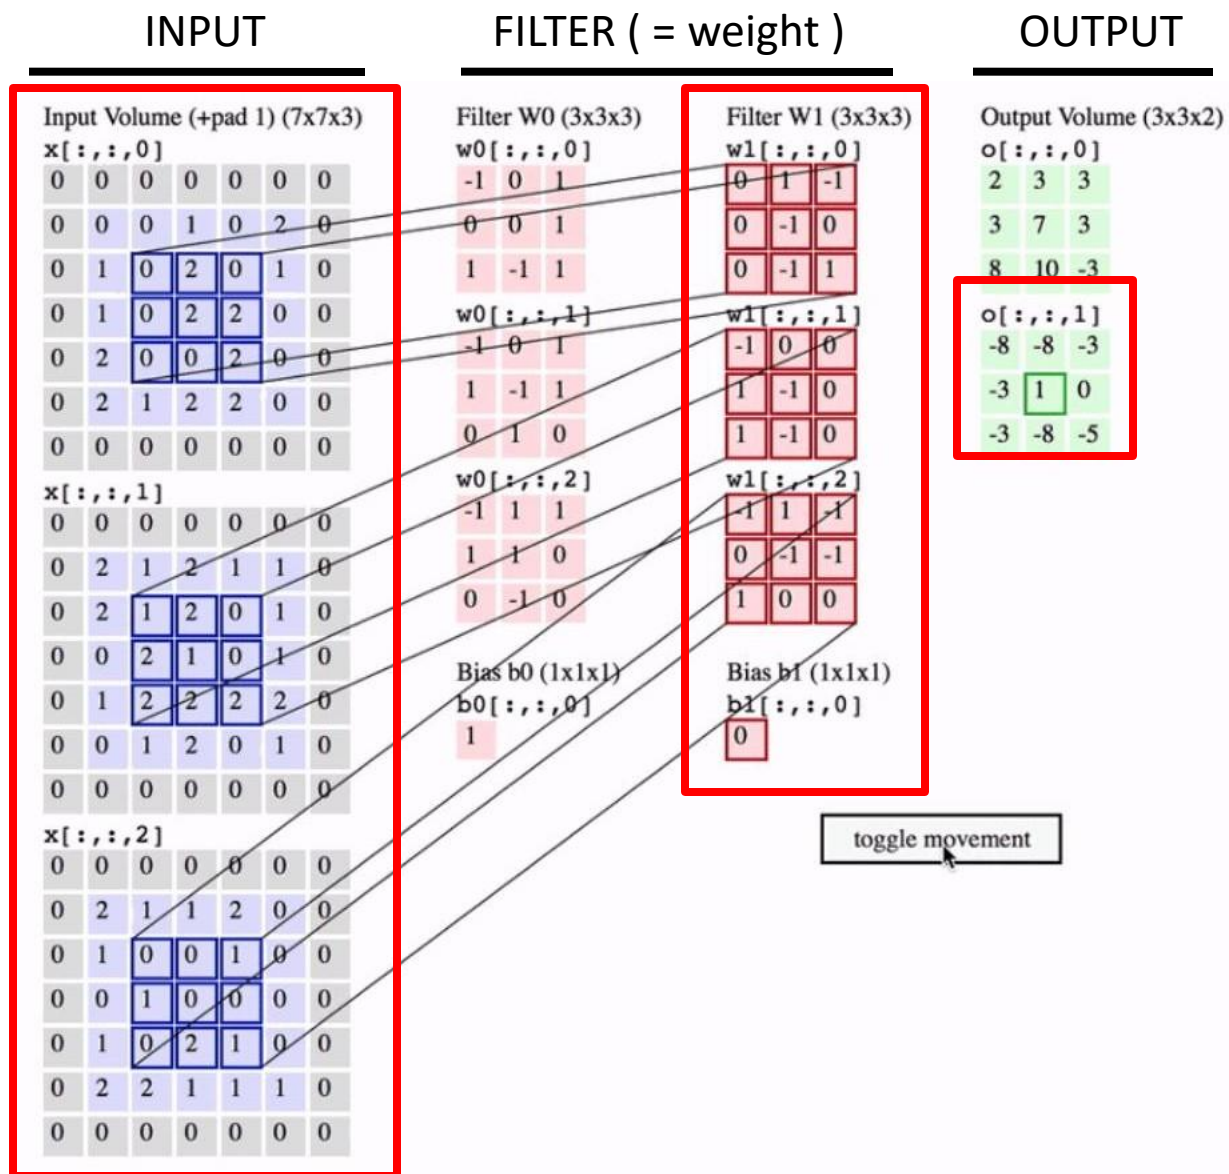 INPUT
FILTER ( = weight )
OUTPUT
Input Volume (+pad 1) (7x7x3)
x[:,:,0]
0 0 0 0 0 0 0
0 0 0 1 0 2 0
0 1 0 2 0 1 0
0 1 0 2 2 0 0
0 2 0 0 2 0 0
0 2 1 2 2 0 0
0 0 0 0 0 0 0
x[:,:,1]
0 0 0 0 0 0 0
0 2 1 2 1 1 0
0 2 1 2 0 1 0
0 0 2 1 0 1 0
0 1 2 2 2 2 0
0 0 1 2 0 1 0
0 0 0 0 0 0 0
x[:,:,2]
0 0 0 0 0 0 0
0 2 1 1 2 0 0
0 1 0 0 1 0 0
0 0 1 0 0 0 0
0 1 0 2 1 0 0
0 2 2 1 1 1 0
0 0 0 0 0 0 0
Filter W0 (3x3x3)
w0[:,:,0]
-1 0 1
0 0 1
1 -1 1
w0[:,:,1]
-1 0 1
1 -1 1
0 1 0
w0[:,:,2]
-1 1 1
1 1 0
0 -1 0
Bias b0 (1x1x1)
b0[:,:,0]
1
Filter W1 (3x3x3)
w1[:,:,0]
0 1 -1
0 -1 0
0 -1 1
w1[:,:,1]
-1 0 0
1 -1 0
1 -1 0
w1[:,:,2]
-1 1 -1
0 -1 -1
1 0 0
Bias b1 (1x1x1)
b1[:,:,0]
0
Output Volume (3x3x2)
o[:,:,0]
2 3 3
3 7 3
8 10 -3
o[:,:,1]
-8 -8 -3
-3 1 0
-3 -8 -5
toggle movement